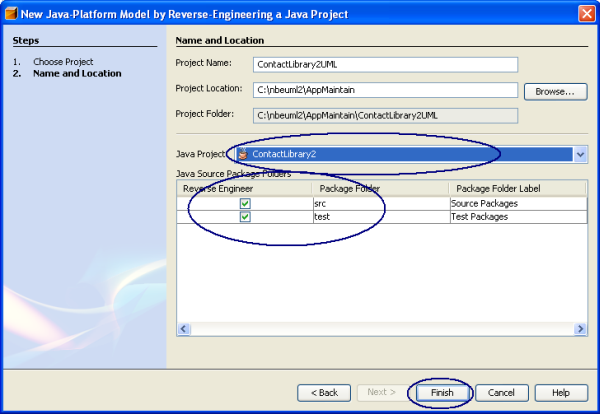 New Java-Platform Model by Reverse-Engineering a Java Project
Steps
1. Choose Project
2. Name and Location
Name and Location
Project Name: ContactLibrary2UML
Project Location: C:\nbeuml2\AppMaintain Browse...
Project Folder: C:\nbeuml2\AppMaintain\ContactLibrary2UML
Java Project ContactLibrary2
Java Source Package Folders
Reverse Engineer Package Folder Package Folder Label
src Source Packages
test Test Packages
< Back Next > Finish Cancel Help